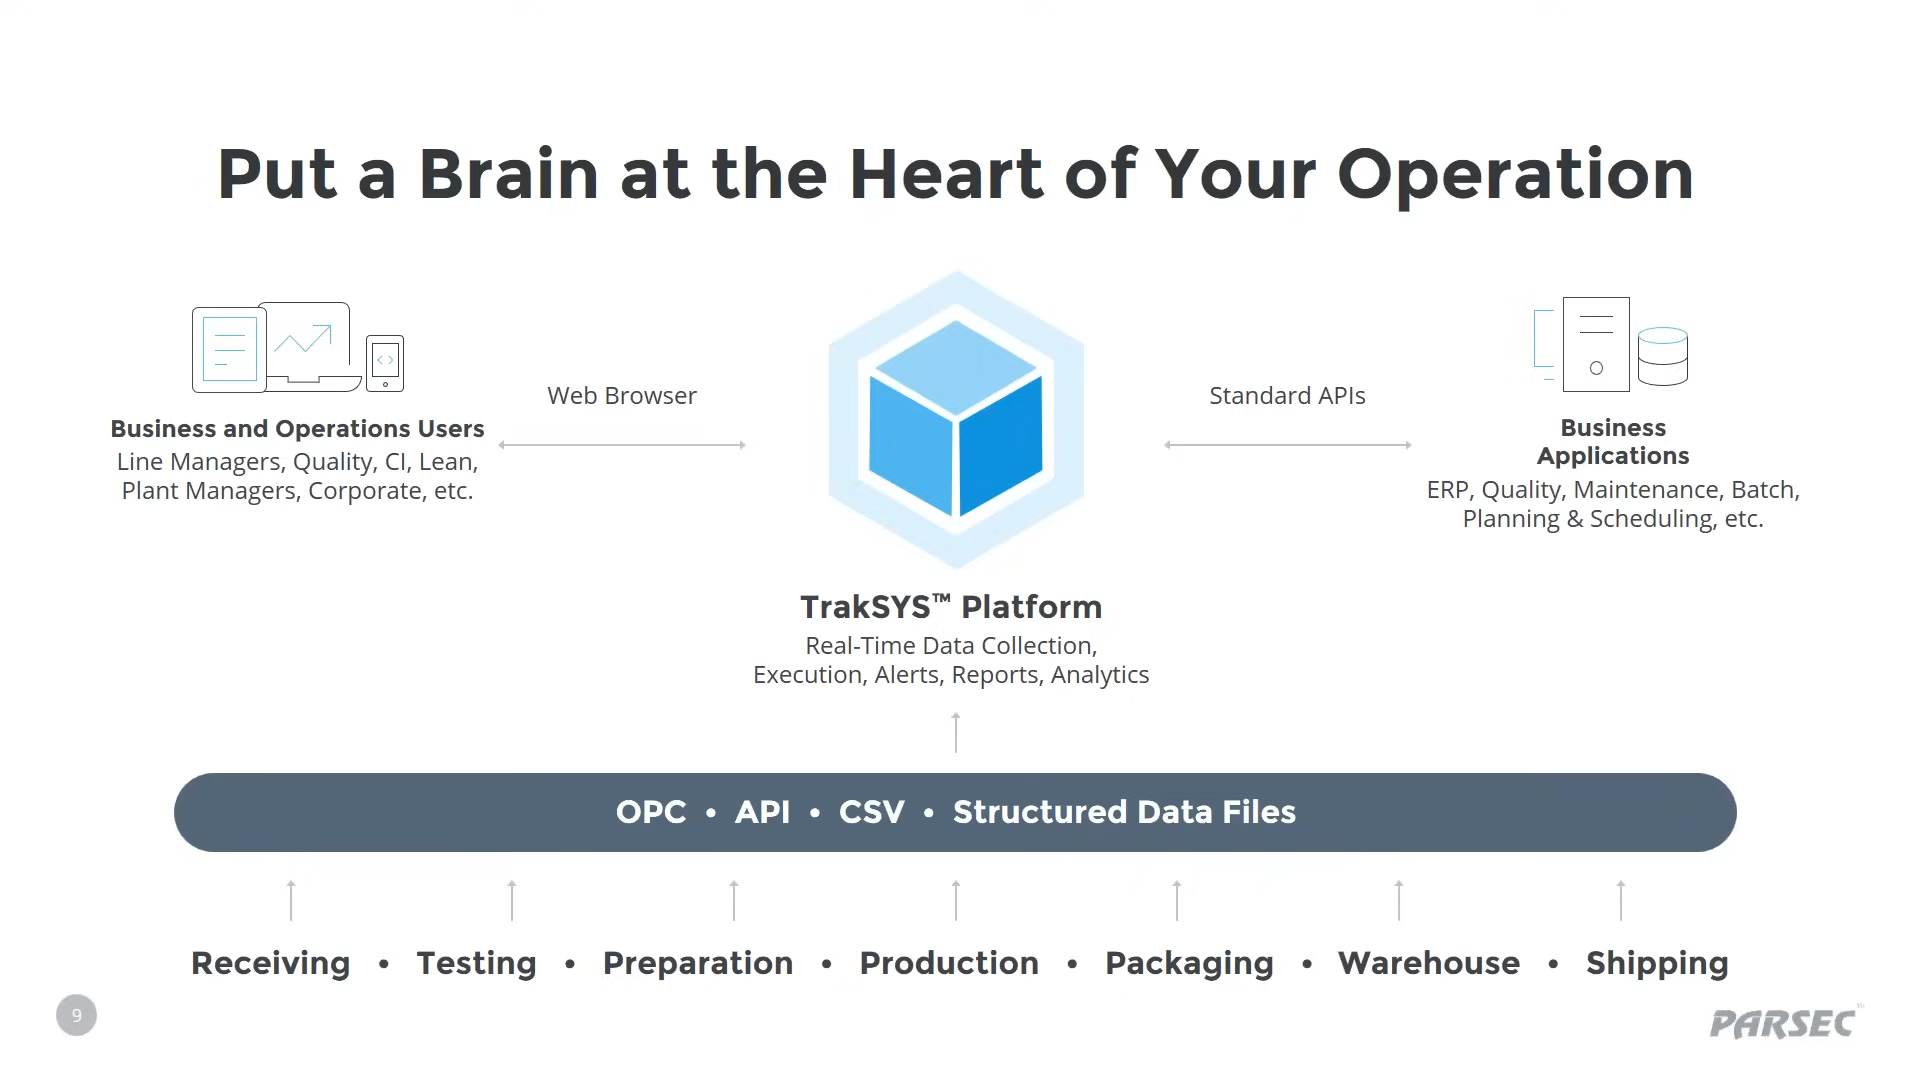 Put a Brain at the Heart of Your Operation
Web Browser
Standard APIs
Business and Operations Users
Line Managers, Quality, CI, Lean,
Plant Managers, Corporate, etc.
Business
Applications
ERP, Quality, Maintenance, Batch,
Planning & Scheduling, etc.
TrakSYS™ Platform
Real-Time Data Collection,
Execution, Alerts, Reports, Analytics
OPC • API • CSV • Structured Data Files
Receiving • Testing • Preparation • Production • Packaging • Warehouse • Shipping
9
PARSEC™